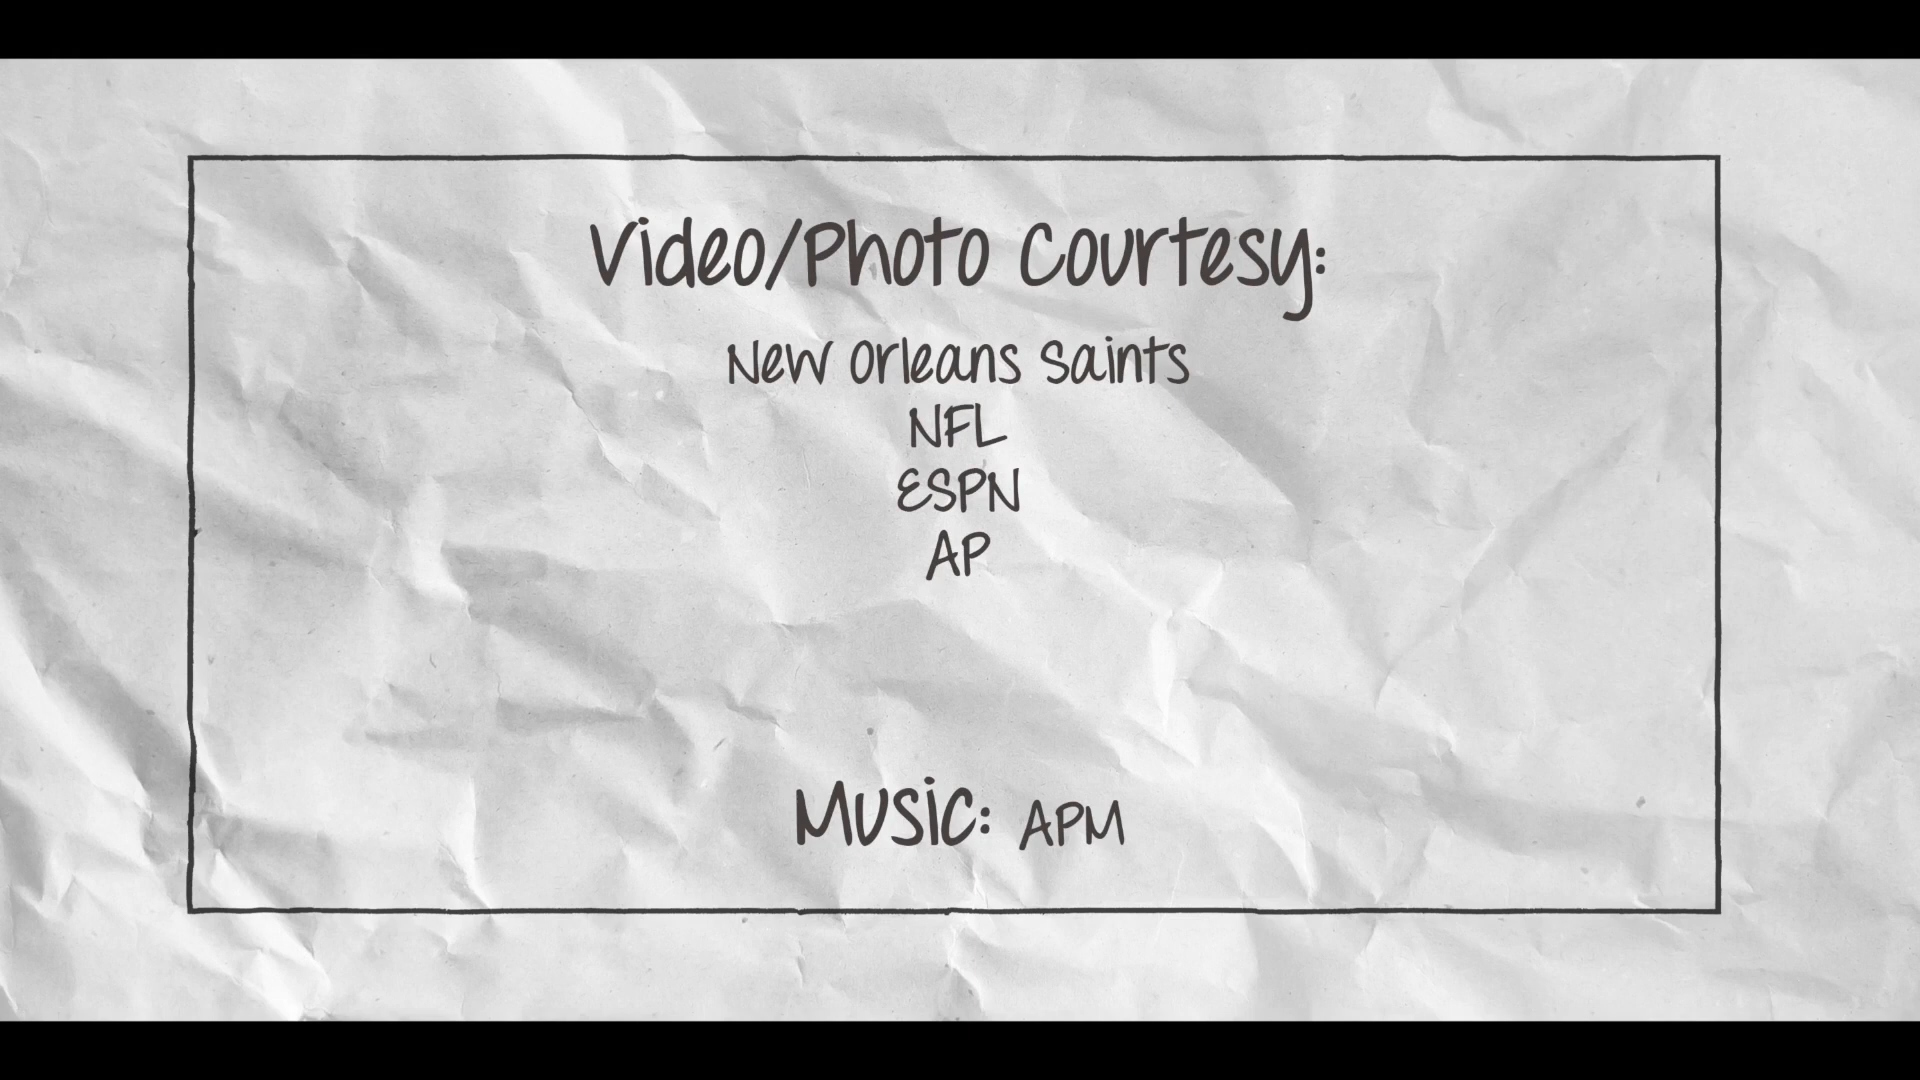 Video/Photo Courtesy:
New Orleans Saints
NFL
ESPN
AP
Music: APM